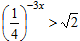 (1/4)^{-3x} > √2